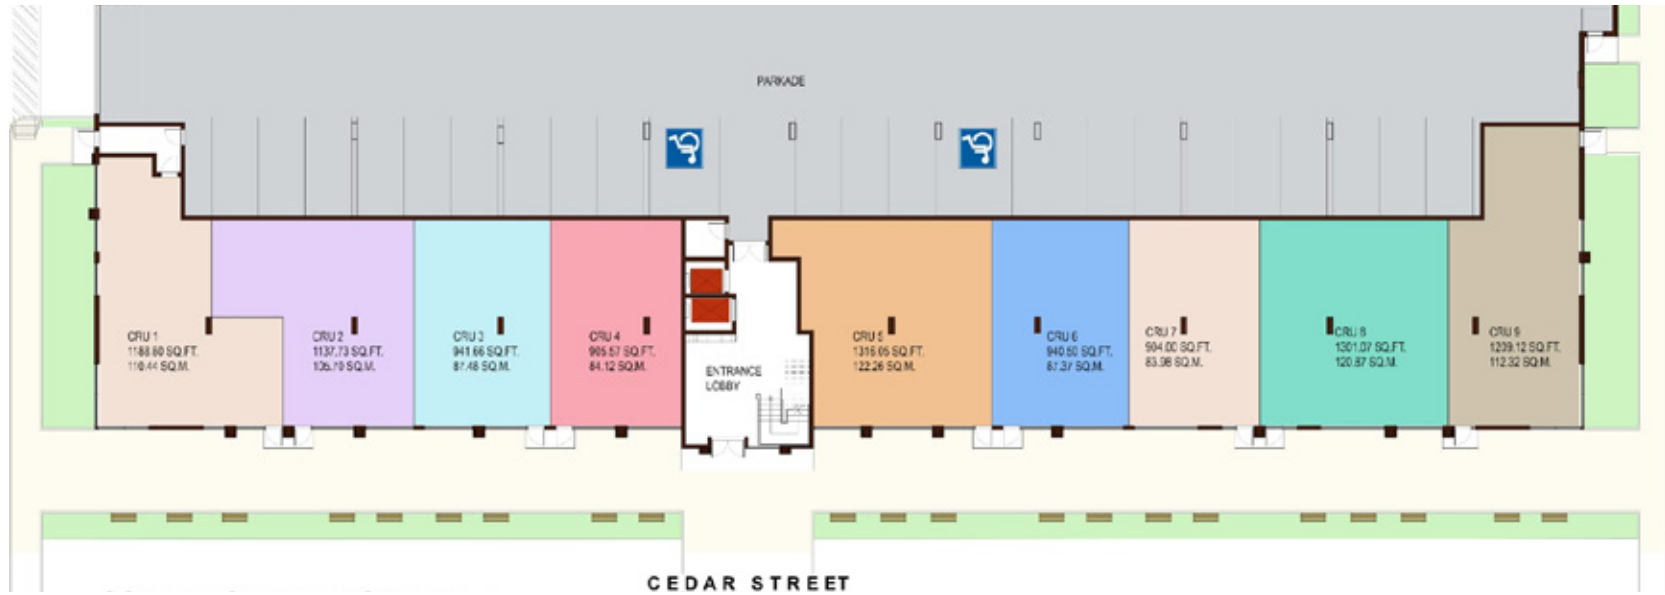 PARKADE
CRU 1
1188.80 SQ.FT.
110.44 SQ.M.
CRU 2
1137.73 SQ.FT.
105.70 SQ.M.
CRU 3
941.66 SQ.FT.
87.48 SQ.M.
CRU 4
905.57 SQ.FT.
84.12 SQ.M.
ENTRANCE
LOBBY
CRU 5
1316.05 SQ.FT.
122.26 SQ.M.
CRU 6
940.50 SQ.FT.
87.37 SQ.M.
CRU 7
904.00 SQ.FT.
83.98 SQ.M.
CRU 8
1301.07 SQ.FT.
120.87 SQ.M.
CRU 9
1209.12 SQ.FT.
112.32 SQ.M.
CEDAR STREET